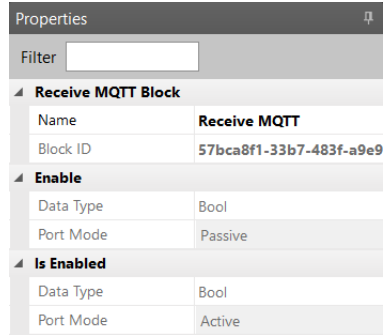 Properties
Filter
Receive MQTT Block
Name Receive MQTT
Block ID 57bca8f1-33b7-483f-a9e9
Enable
Data Type Bool
Port Mode Passive
Is Enabled
Data Type Bool
Port Mode Active